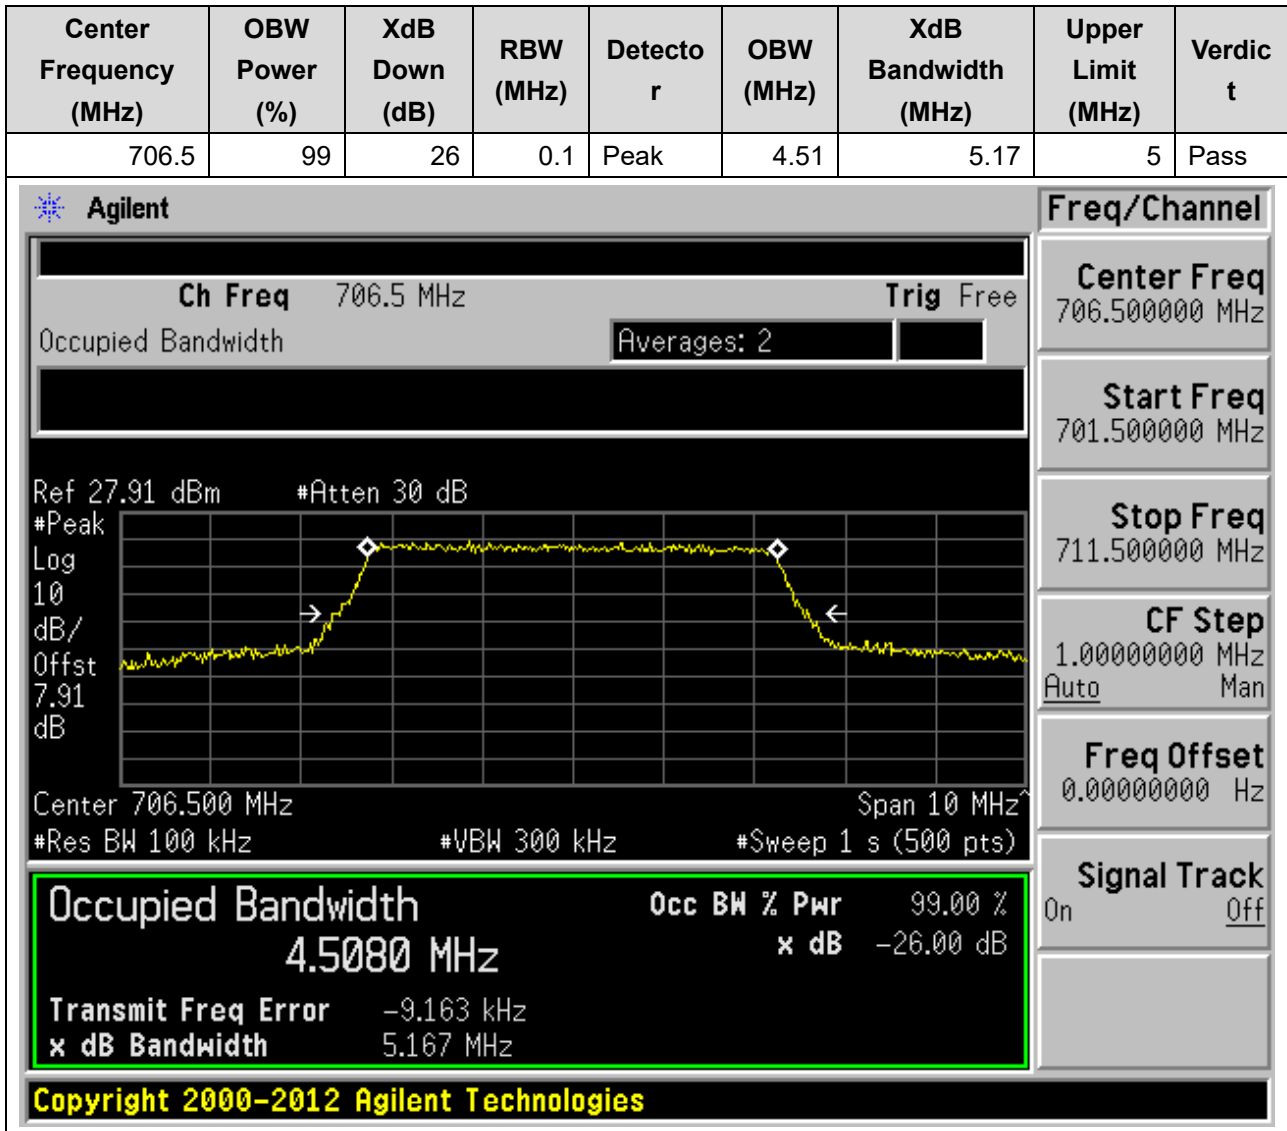 Center Frequency (MHz) OBW Power (%) XdB Down (dB) RBW (MHz) Detecto r OBW (MHz) XdB Bandwidth (MHz) Upper Limit (MHz) Verdic t
706.5 99 26 0.1 Peak 4.51 5.17 5 Pass
Agilent
Freq/Channel
Ch Freq 706.5 MHz Trig Free
Occupied Bandwidth Averages: 2
Center Freq
706.500000 MHz
Start Freq
701.500000 MHz
Stop Freq
711.500000 MHz
CF Step
1.00000000 MHz
Auto Man
Freq Offset
0.00000000 Hz
Signal Track
On Off
Ref 27.91 dBm #Atten 30 dB
#Peak
Log
10
dB/
Offst
7.91
dB
Center 706.500 MHz Span 10 MHz^
#Res BW 100 kHz #VBW 300 kHz #Sweep 1 s (500 pts)
Occupied Bandwidth Occ BW % Pwr 99.00 %
4.5080 MHz x dB -26.00 dB
Transmit Freq Error -9.163 kHz
x dB Bandwidth 5.167 MHz
Copyright 2000-2012 Agilent Technologies